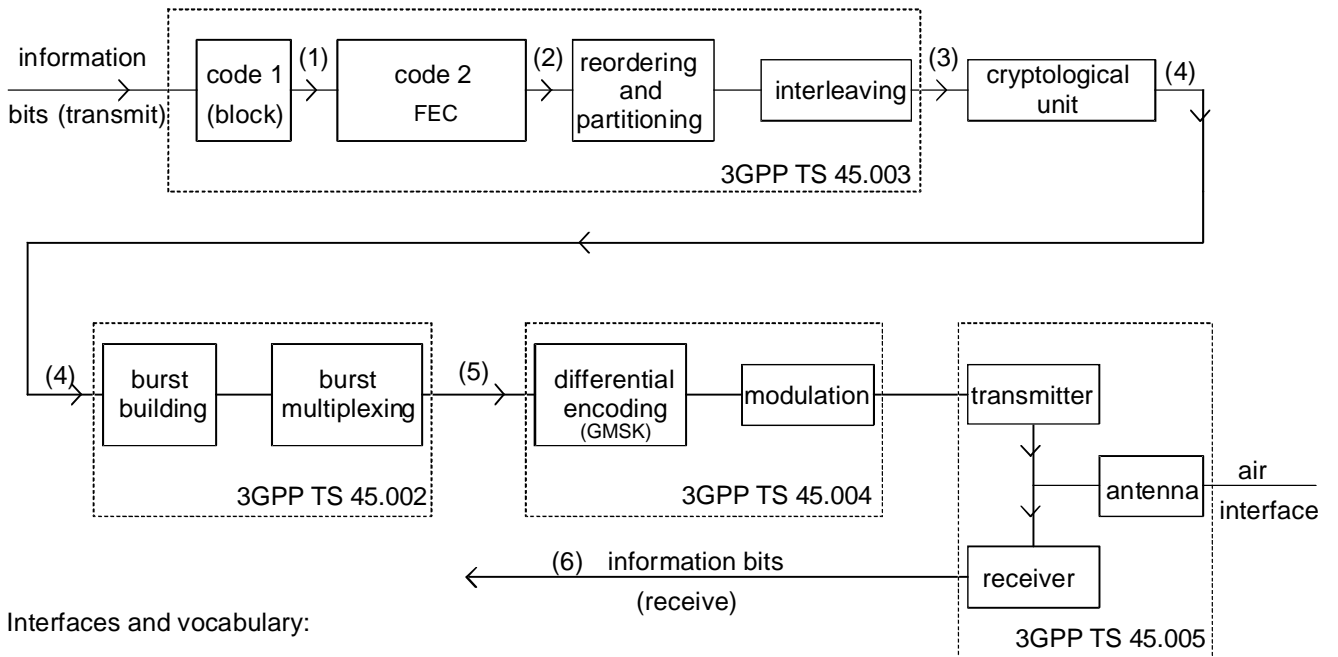 information
bits (transmit)
code 1
(block)
(1)
code 2
FEC
(2)
reordering
and
partitioning
interleaving
(3)
cryptological
unit
(4)
3GPP TS 45.003
(4)
burst
building
burst
multiplexing
(5)
differential
encoding
(GMSK)
modulation
transmitter
3GPP TS 45.002
3GPP TS 45.004
antenna
air
interface
(6) information bits
(receive)
receiver
3GPP TS 45.005
Interfaces and vocabulary: